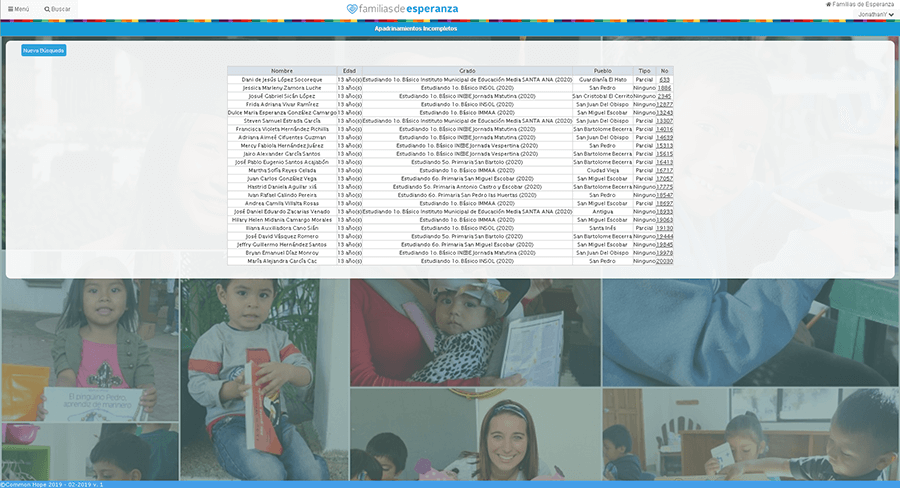 Menú Buscar
familias de esperanza
Familias de Esperanza
JonathanY
Apadrinamientos Incompletos
Nueva Búsqueda
Nombre Edad Grado Pueblo Tipo No
Dani de Jesús López Socoreque 13 año(s) Estudiando 1o. Básico Instituto Municipal de Educación Media SANTA ANA (2020) Guardianía El Hato Parcial 633
Jessica Marleny Zamora Luche 13 año(s) Estudiando 1o. Básico INSOL (2020) San Pedro Ninguno 1886
Josué Gabriel Sicán López 13 año(s) Estudiando 1o. Básico INEBE Jornada Matutina (2020) San Cristobal El Cerrito Ninguno 2345
Frida Adriana Vivar Ramírez 13 año(s) Estudiando 1o. Básico INSOL (2020) San Juan Del Obispo Ninguno 12877
Dulce María Esperanza González Camargo 13 año(s) Estudiando 1o. Básico IMMAA (2020) San Miguel Escobar Ninguno 13243
Steven Samuel Estrada García 13 año(s) Estudiando 1o. Básico Instituto Municipal de Educación Media SANTA ANA (2020) San Juan Del Obispo Parcial 13307
Francisca Violeta Hernández Pichilla 13 año(s) Estudiando 1o. Básico INEBE Jornada Matutina (2020) San Bartolome Becerra Parcial 14016
Adriana Aimeé Cifuentes Guzman 13 año(s) Estudiando 1o. Básico INEBE Jornada Matutina (2020) San Juan Del Obispo Parcial 14639
Mercy Fabiola Hernández Juárez 13 año(s) Estudiando 1o. Básico INEBE Jornada Vespertina (2020) San Pedro Parcial 15313
Jairo Alexander García Santos 13 año(s) Estudiando 1o. Básico INEBE Jornada Vespertina (2020) San Bartolome Becerra Parcial 15615
José Pablo Eugenio Santos Acajabón 13 año(s) Estudiando 5o. Primaria San Bartolo (2020) San Bartolome Becerra Parcial 16413
Martha Sofía Reyes Celada 13 año(s) Estudiando 1o. Básico IMMAA (2020) Ciudad Vieja Parcial 16717
Juan Carlos González Vega 13 año(s) Estudiando 6o. Primaria San Miguel Escobar (2020) San Miguel Escobar Parcial 17057
Hastrid Daniela Aguilar xiá 13 año(s) Estudiando 5o. Primaria Antonio Castro y Escobar (2020) San Bartolome Becerra Ninguno 17775
Ivan Rafael Galindo Pereira 13 año(s) Estudiando 6o. Primaria San Pedro las Huertas (2020) San Pedro Ninguno 18547
Andrea Camila Villalta Rosas 13 año(s) Estudiando 1o. Básico IMMAA (2020) San Miguel Escobar Parcial 18697
José Daniel Eduardo Zacarías Venado 13 año(s) Estudiando 1o. Básico Instituto Municipal de Educación Media SANTA ANA (2020) Antigua Ninguno 18933
Hilary Helen Midania Camargo Morales 13 año(s) Estudiando 1o. Básico IMMAA (2020) San Miguel Escobar Ninguno 19063
Iliana Auxiliadora Cano Silán 13 año(s) Estudiando 1o. Básico INSOL (2020) Santa Inés Parcial 19130
José David Vásquez Romero 13 año(s) Estudiando 5o. Primaria San Bartolo (2020) San Bartolome Becerra Ninguno 19444
Jeffry Guillermo Hernández Santos 13 año(s) Estudiando 6o. Primaria San Miguel Escobar (2020) San Miguel Escobar Ninguno 19845
Bryan Emanuel Díaz Monroy 13 año(s) Estudiando 1o. Básico INEBE Jornada Matutina (2020) San Juan Del Obispo Ninguno 19978
María Alejandra García Cac 13 año(s) Estudiando 1o. Básico INSOL (2020) San Pedro Ninguno 20030
El pingüino Pedro,
aprendiz de marinero
©Common Hope 2019 - 02-2019 v. 1